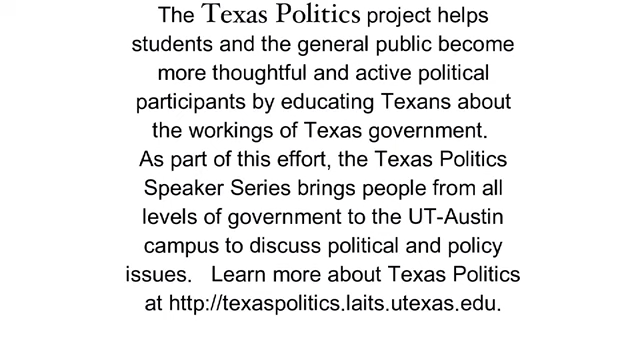 The Texas Politics project helps
students and the general public become
more thoughtful and active political
participants by educating Texans about
the workings of Texas government.
As part of this effort, the Texas Politics
Speaker Series brings people from all
levels of government to the UT-Austin
campus to discuss political and policy
issues.   Learn more about Texas Politics
at http://texaspolitics.laits.utexas.edu.